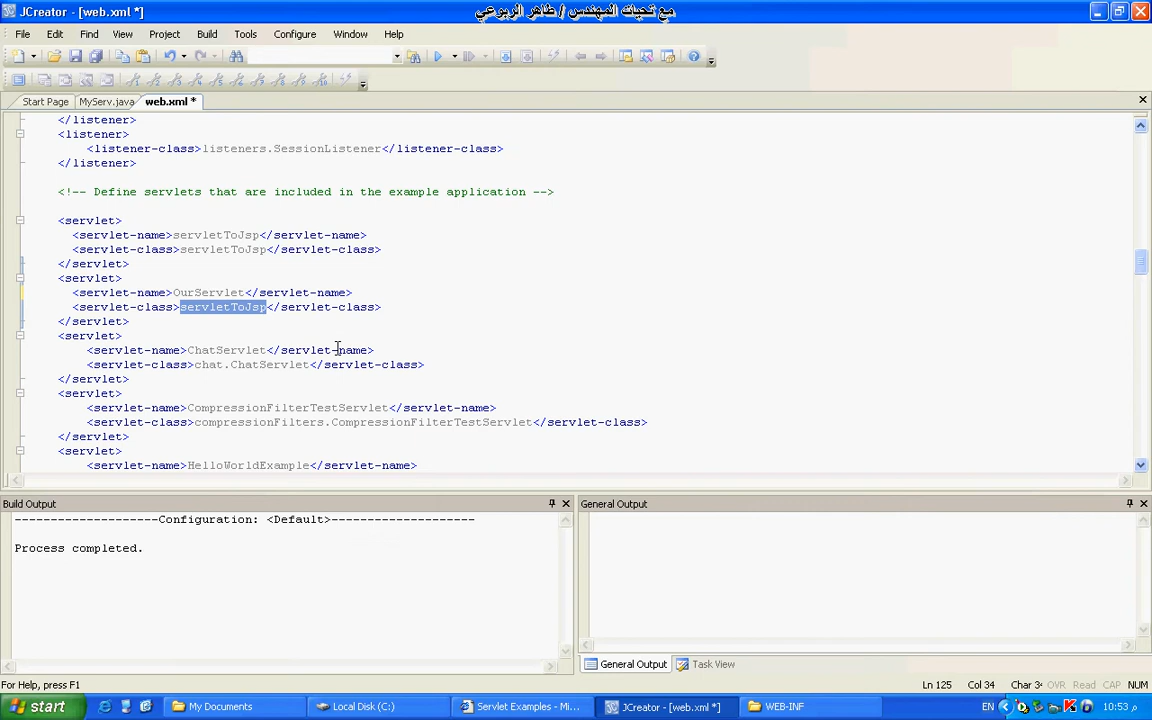 JCreator - [web.xml *]
مع تحيات المهندس / طاهر الربوعي
File Edit Find View Project Build Tools Configure Window Help
Start Page MyServ.java web.xml *
</listener>
<listener>
<listener-class>listeners.SessionListener</listener-class>
</listener>
<!-- Define servlets that are included in the example application -->
<servlet>
<servlet-name>servletToJsp</servlet-name>
<servlet-class>servletToJsp</servlet-class>
</servlet>
<servlet>
<servlet-name>OurServlet</servlet-name>
<servlet-class>servletToJsp</servlet-class>
</servlet>
<servlet>
<servlet-name>ChatServlet</servlet-name>
<servlet-class>chat.ChatServlet</servlet-class>
</servlet>
<servlet>
<servlet-name>CompressionFilterTestServlet</servlet-name>
<servlet-class>compressionFilters.CompressionFilterTestServlet</servlet-class>
</servlet>
<servlet>
<servlet-name>HelloWorldExample</servlet-name>
Build Output
General Output
--------------------Configuration: <Default>--------------------
Process completed.
General Output Task View
For Help, press F1
Ln 125 Col 34 Char 34 OVR Read CAP NUM
start My Documents Local Disk (C:) Servlet Examples - Mi... JCreator - [web.xml *] WEB-INF EN 10:53 م